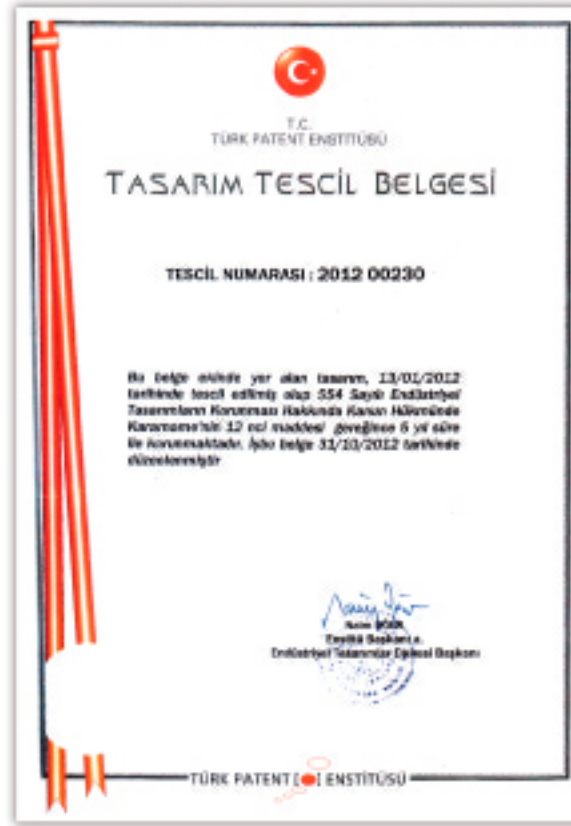 T.C.
TÜRK PATENT ENSTİTÜSÜ
TASARIM TESCİL BELGESİ
TESCİL NUMARASI : 2012 00230
Bu belge ekinde yer alan tasarım, 13/01/2012
tarihinde tescil edilmiş olup 554 Sayılı Endüstriyel
Tasarımların Korunması Hakkında Kanun Hükmünde
Kararname'nin 12 nci maddesi gereğince 5 yıl süre
ile korunmaktadır. İşbu belge 31/10/2012 tarihinde
düzenlenmiştir
Enstitü Başkanı a.
Endüstriyel Tasarımlar Dairesi Başkanı
TÜRK PATENT ENSTİTÜSÜ